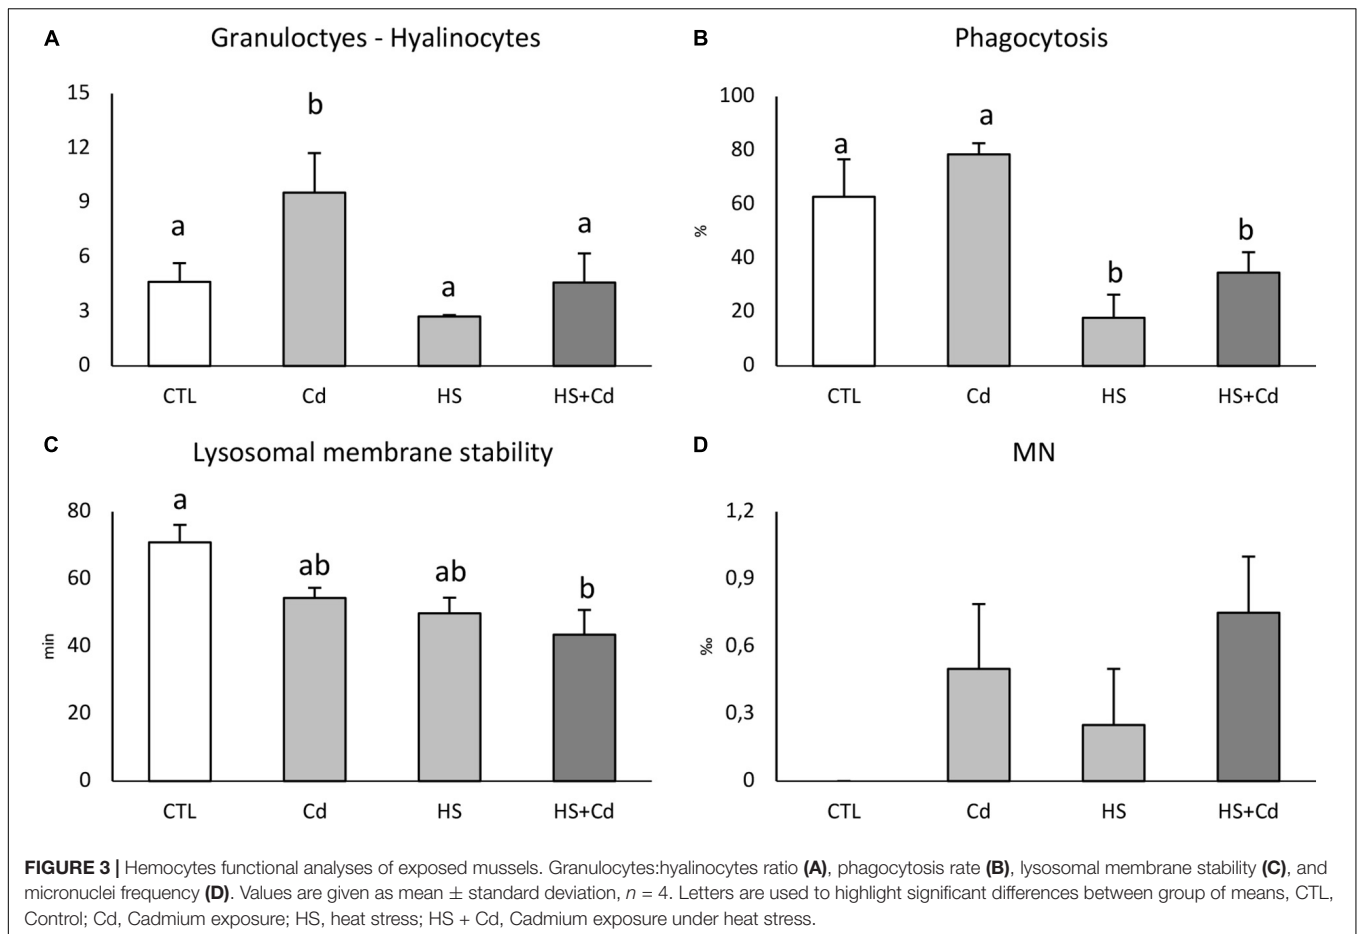 A
Granuloctyes - Hyalinocytes
15
12
9
6
3
0
a
b
a
a
CTL
Cd
HS
HS+Cd
B
Phagocytosis
%
100
80
60
40
20
0
a
a
b
b
CTL
Cd
HS
HS+Cd
C
Lysosomal membrane stability
min
80
60
40
20
0
a
ab
ab
b
CTL
Cd
HS
HS+Cd
D
MN
‰
1,2
0,9
0,6
0,3
0
CTL
Cd
HS
HS+Cd
FIGURE 3 | Hemocytes functional analyses of exposed mussels. Granulocytes:hyalinocytes ratio (A), phagocytosis rate (B), lysosomal membrane stability (C), and
micronuclei frequency (D). Values are given as mean ± standard deviation, n = 4. Letters are used to highlight significant differences between group of means, CTL,
Control; Cd, Cadmium exposure; HS, heat stress; HS + Cd, Cadmium exposure under heat stress.